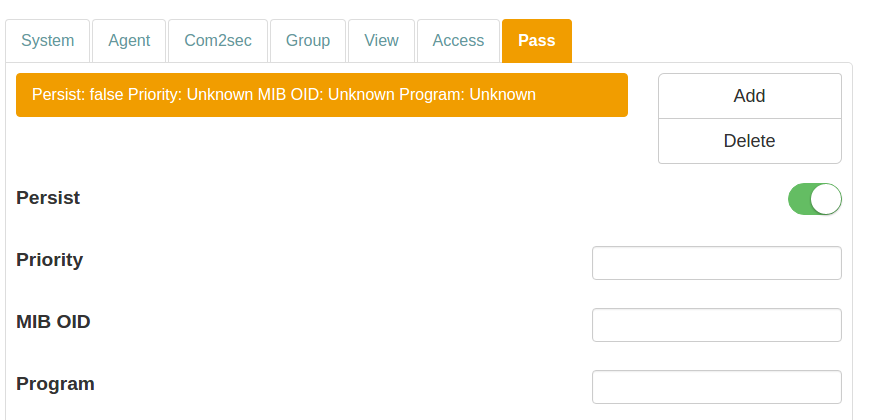 System Agent Com2sec Group View Access Pass
Persist: false Priority: Unknown MIB OID: Unknown Program: Unknown
Add
Delete
Persist
Priority
MIB OID
Program